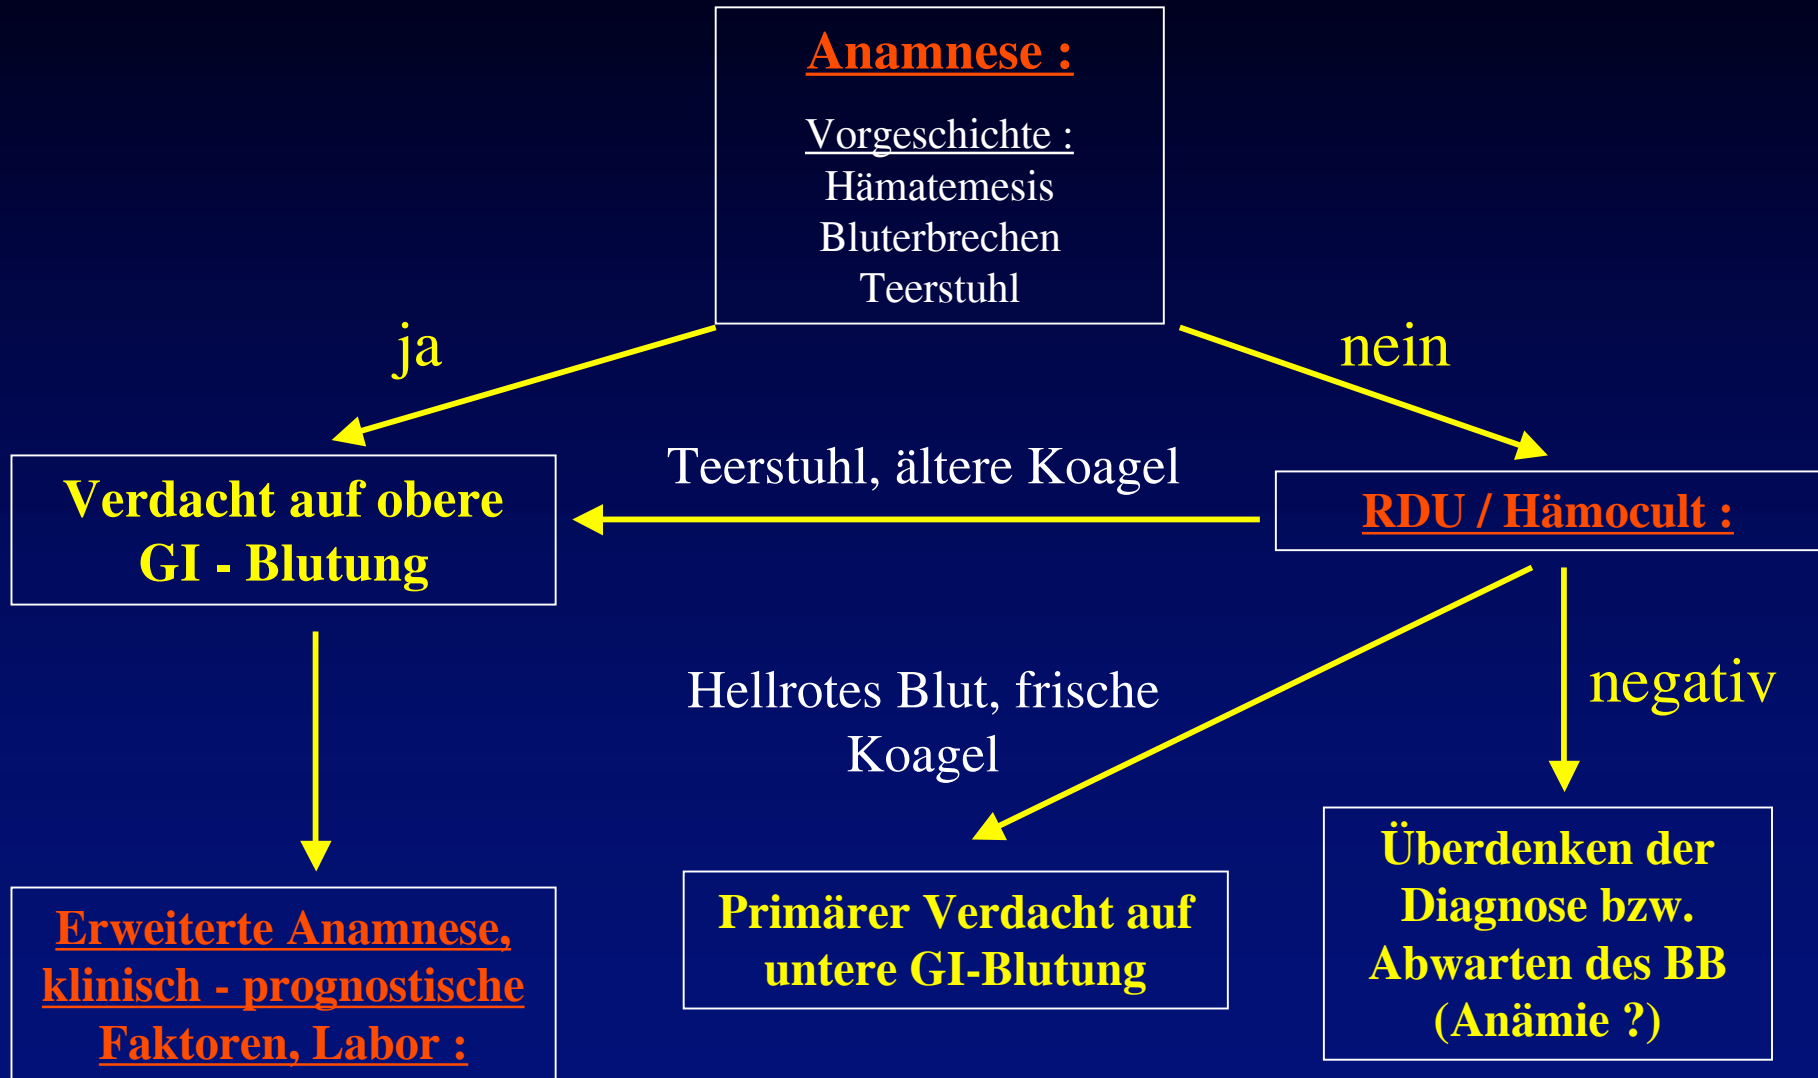 Anamnese :
Vorgeschichte :
Hämatemesis
Bluterbrechen
Teerstuhl
ja
nein
Teerstuhl, ältere Koagel
Verdacht auf obere
GI - Blutung
RDU / Hämocult :
Hellrotes Blut, frische
Koagel
negativ
Erweiterte Anamnese,
klinisch - prognostische
Faktoren, Labor :
Primärer Verdacht auf
untere GI-Blutung
Überdenken der
Diagnose bzw.
Abwarten des BB
(Anämie ?)